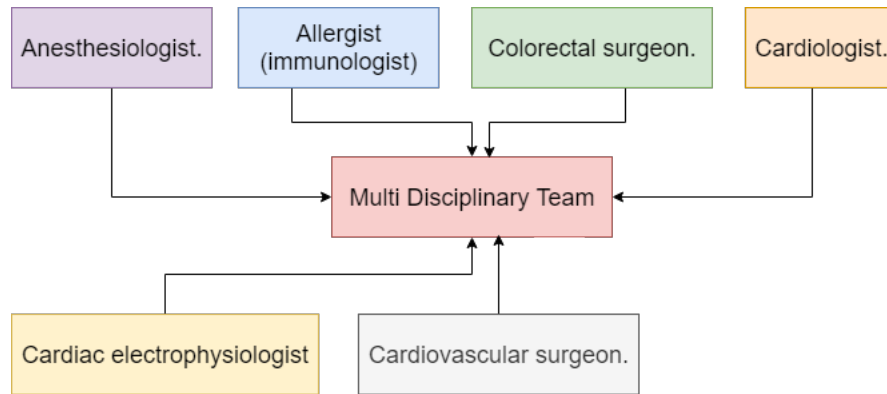 Anesthesiologist.
Allergist
(immunologist)
Colorectal surgeon.
Cardiologist.
Multi Disciplinary Team
Cardiac electrophysiologist
Cardiovascular surgeon.